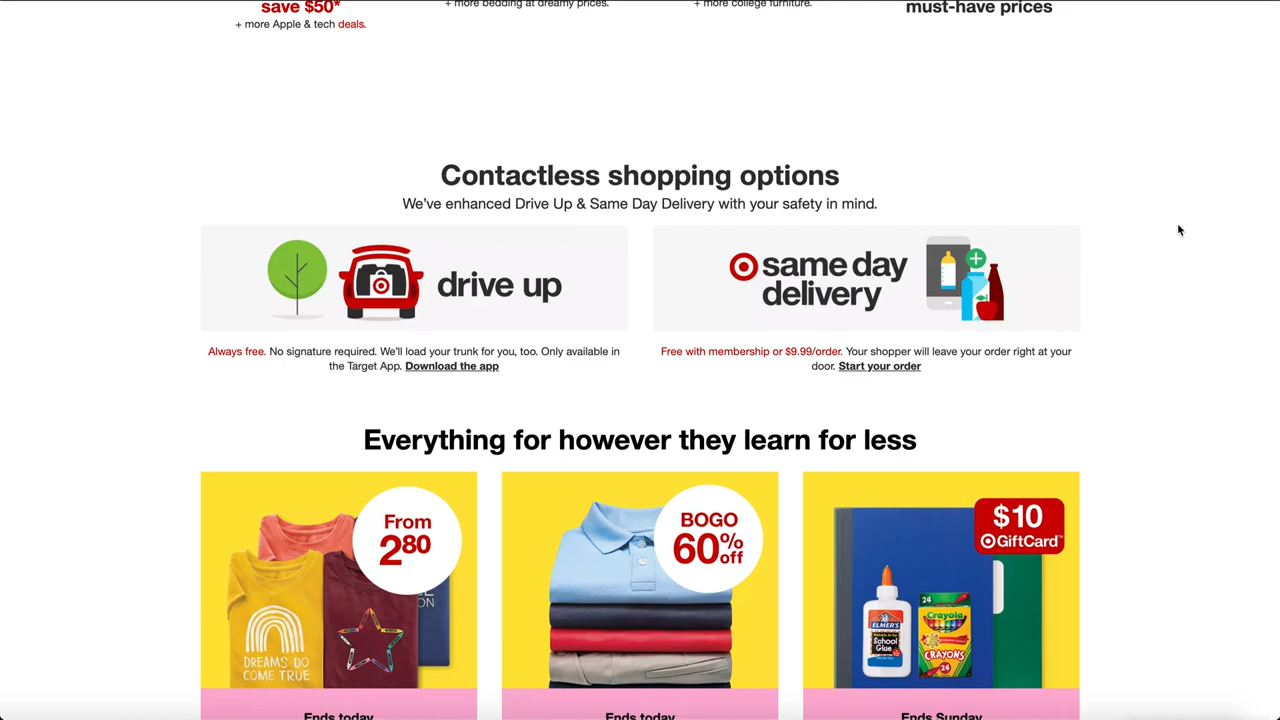 save $50*
+ more Apple & tech deals.
+ more bedding at dreamy prices.
+ more college furniture.
must-have prices
Contactless shopping options
We've enhanced Drive Up & Same Day Delivery with your safety in mind.
drive up
same day
delivery
Always free. No signature required. We'll load your trunk for you, too. Only available in
the Target App. Download the app
Free with membership or $9.99/order. Your shopper will leave your order right at your
door. Start your order
Everything for however they learn for less
From
280
DREAMS DO
COME TRUE
ON
BOGO
60% off
$10
GiftCard
ELMER'S
School
Glue
24
Crayola
CRAYONS
24
Ends today
Ends today
Ends Sunday